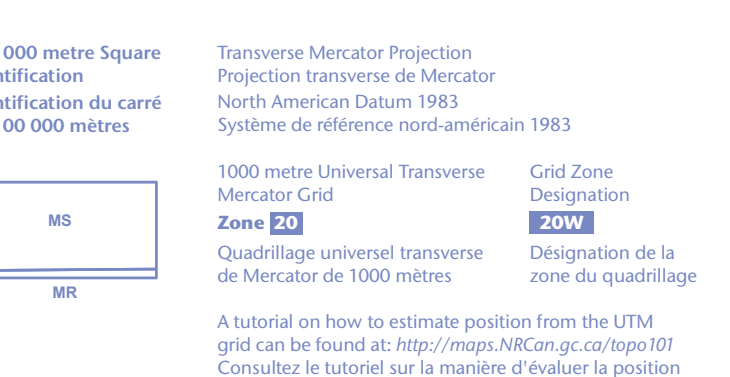 000 metre Square
ntification
ntification du carré
00 000 mètres
MS
MR
Transverse Mercator Projection
Projection transverse de Mercator
North American Datum 1983
Système de référence nord-américain 1983
1000 metre Universal Transverse
Mercator Grid
Zone 20
Quadrillage universel transverse
de Mercator de 1000 mètres
Grid Zone
Designation
20W
Désignation de la
zone du quadrillage
A tutorial on how to estimate position from the UTM
grid can be found at: http://maps.NRCan.gc.ca/topo101
Consultez le tutoriel sur la manière d'évaluer la position